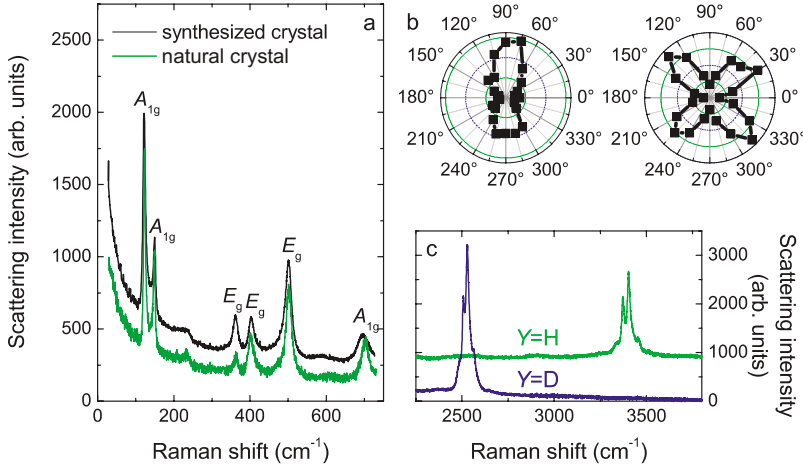 a
synthesized crystal
natural crystal
Scattering intensity (arb. units)
2500
2000
1500
1000
500
0
A1g
A1g
Eg
Eg
Eg
A1g
0
200
400
600
Raman shift (cm-1)
b
90°
120°
60°
150°
30°
180°
0°
210°
330°
240°
300°
270°
90°
120°
60°
150°
30°
180°
0°
210°
330°
240°
300°
270°
c
Y=H
Y=D
3000
2000
1000
0
Scattering intensity
(arb. units)
2500
3000
3500
Raman shift (cm-1)